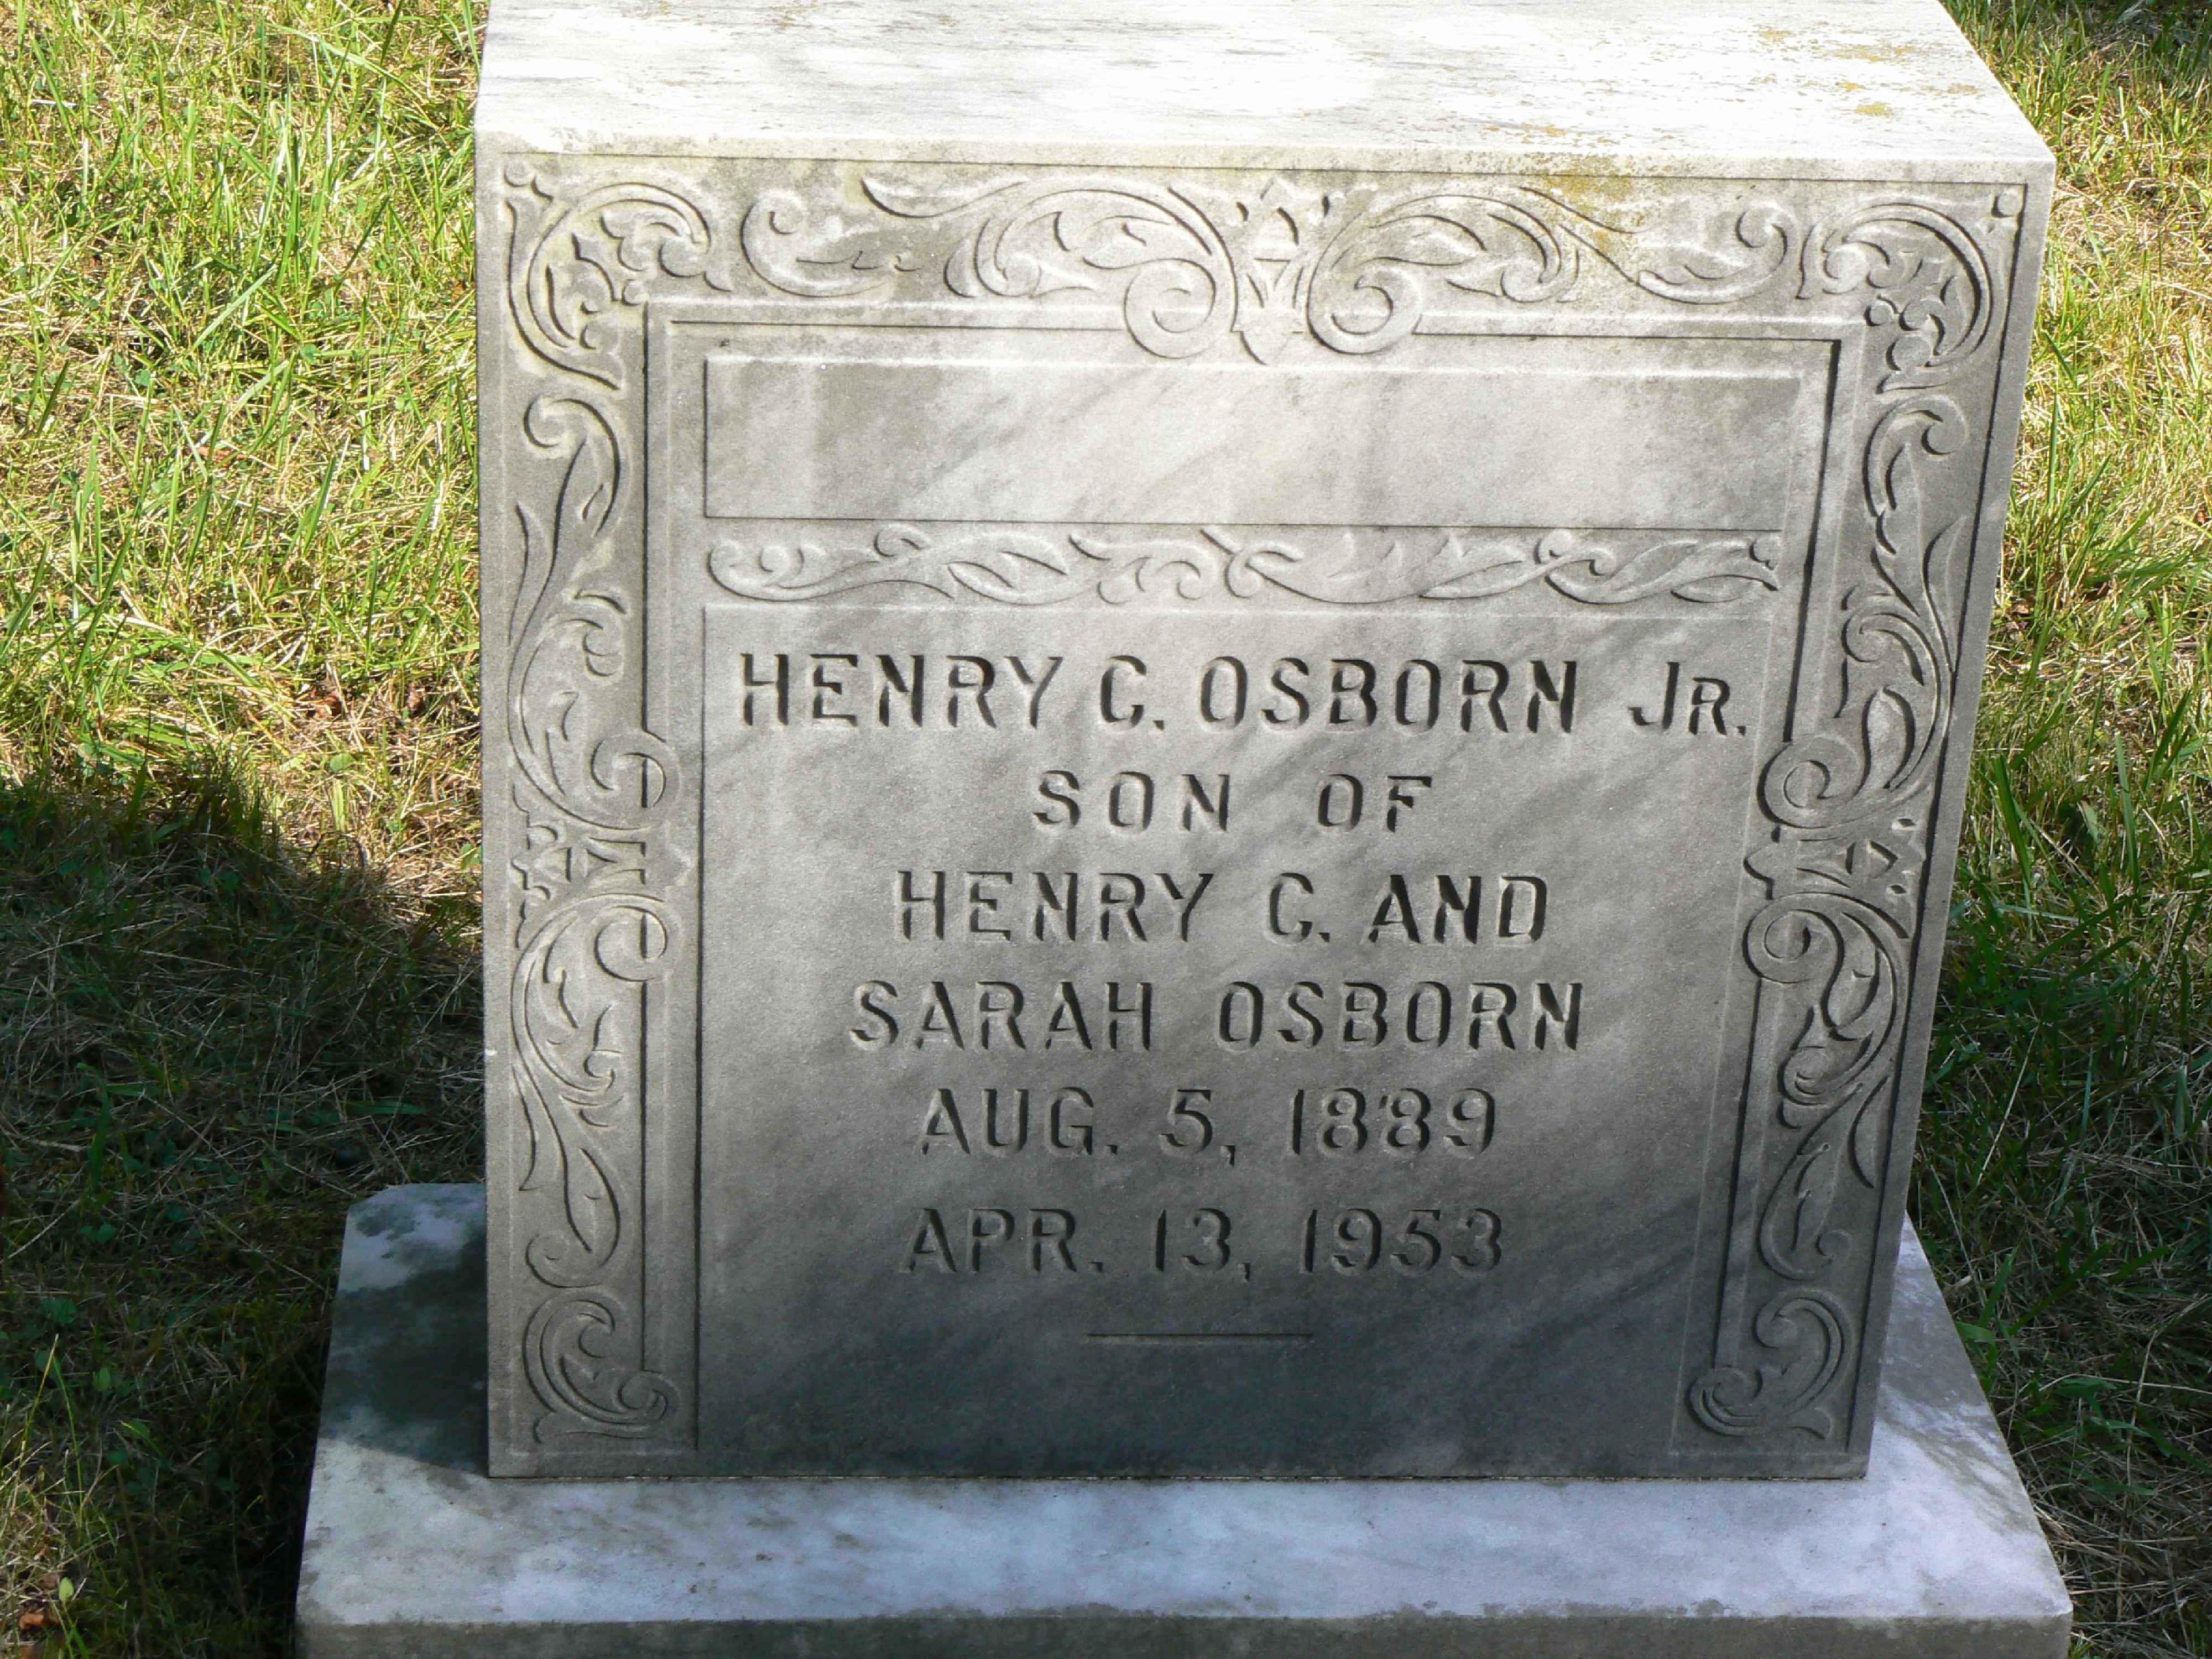 HENRY C. OSBORN JR.
SON OF
HENRY C. AND
SARAH OSBORN
AUG. 5, 1889
APR. 13, 1953